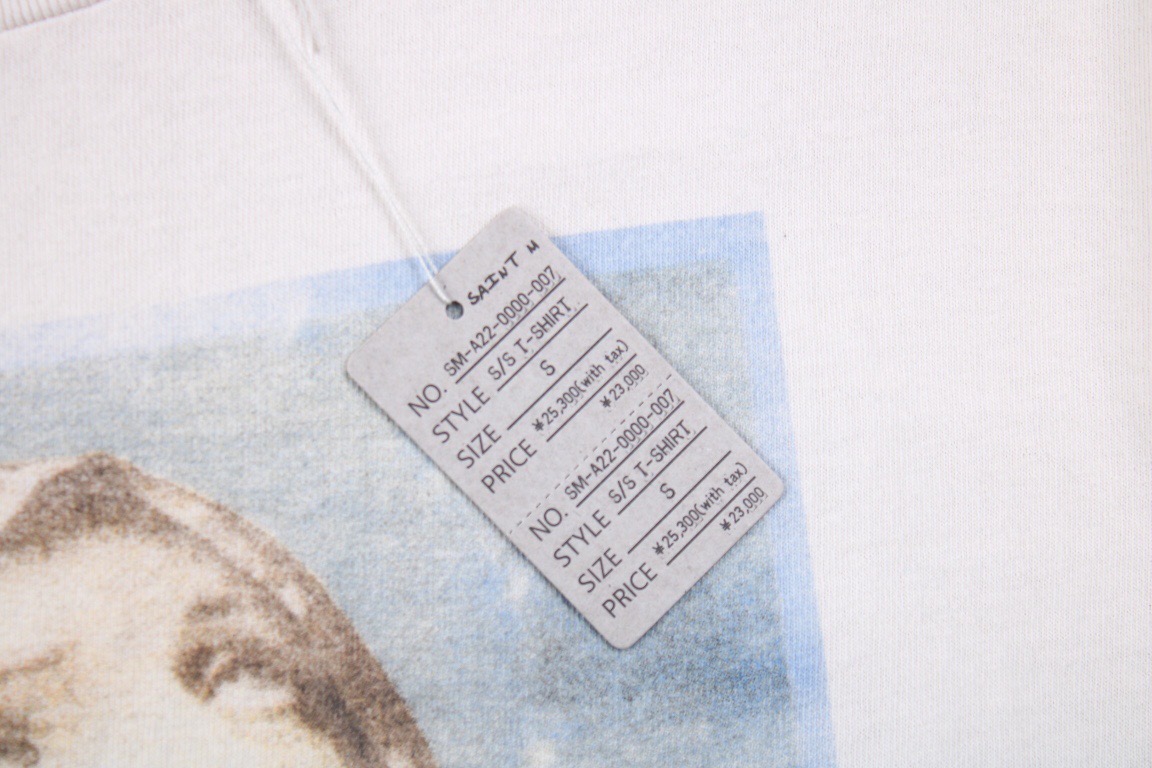 SAINT M
NO. SM-A22-0000-007
STYLE S/S T-SHIRT
SIZE S
PRICE ¥25,300(with tax)
¥23,000
NO. SM-A22-0000-007
STYLE S/S T-SHIRT
SIZE S
PRICE ¥25,300(with tax)
¥23,000